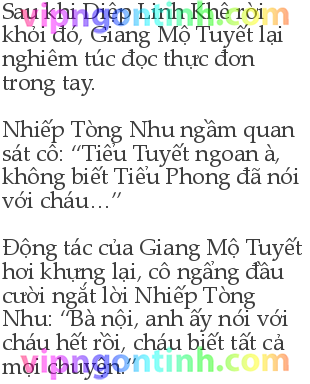 Sau khi Diệp Linh Khê rời
khỏi đó, Giang Mộ Tuyết lại
nghiêm túc đọc thực đơn
trong tay.
Nhiếp Tòng Nhu ngầm quan
sát cô: “Tiểu Tuyết ngoan à,
không biết Tiểu Phong đã nói
với cháu…”
Động tác của Giang Mộ Tuyết
hơi khựng lại, cô ngẩng đầu
cười ngắt lời Nhiếp Tòng
Nhu: “Bà nội, anh ấy nói với
cháu hết rồi, cháu biết tất cả
mọi chuyện.”
vipngontinh.com
vipngontinh.com